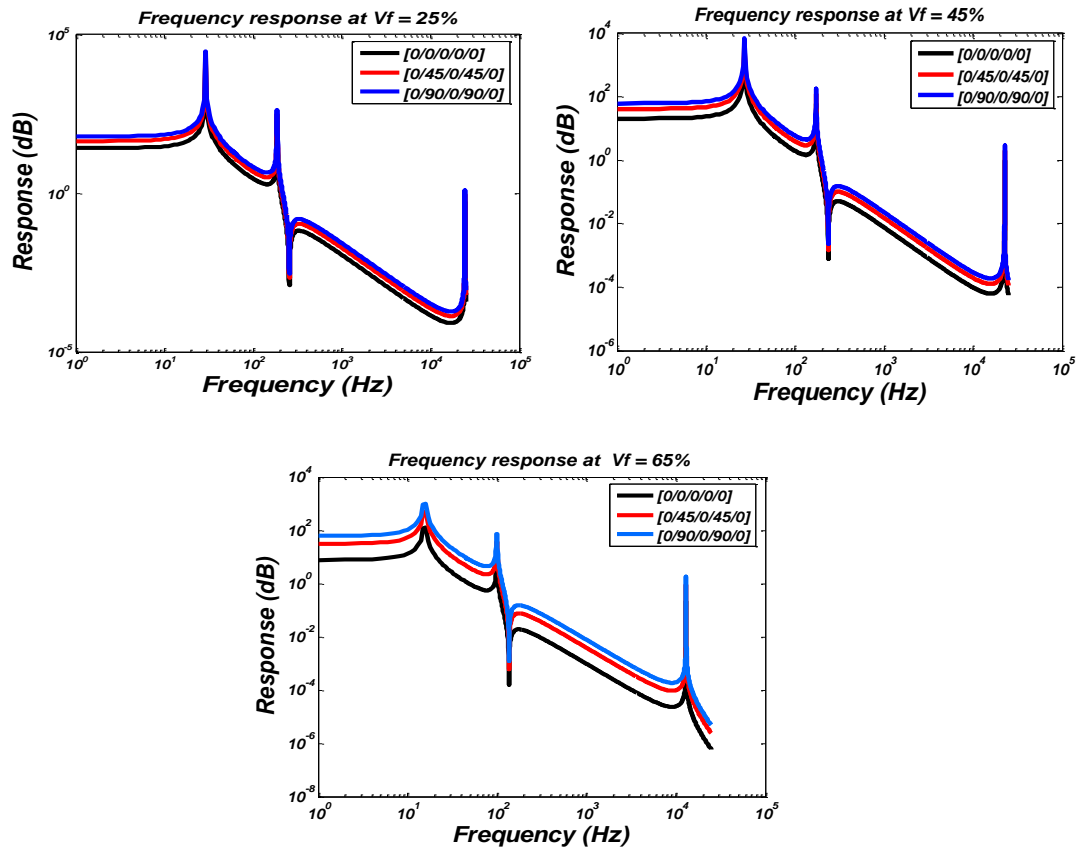 Frequency response at Vf = 25%
10^5
10^0
10^-5
Response (dB)
[0/0/0/0/0]
[0/45/0/45/0]
[0/90/0/90/0]
10^0 10^1 10^2 10^3 10^4 10^5
Frequency (Hz)
Frequency response at Vf = 45%
10^4
10^2
10^0
10^-2
10^-4
10^-6
Response (dB)
[0/0/0/0/0]
[0/45/0/45/0]
[0/90/0/90/0]
10^0 10^1 10^2 10^3 10^4 10^5
Frequency (Hz)
Frequency response at Vf = 65%
10^4
10^2
10^0
10^-2
10^-4
10^-6
10^-8
Response (dB)
[0/0/0/0/0]
[0/45/0/45/0]
[0/90/0/90/0]
10^0 10^1 10^2 10^3 10^4 10^5
Frequency (Hz)